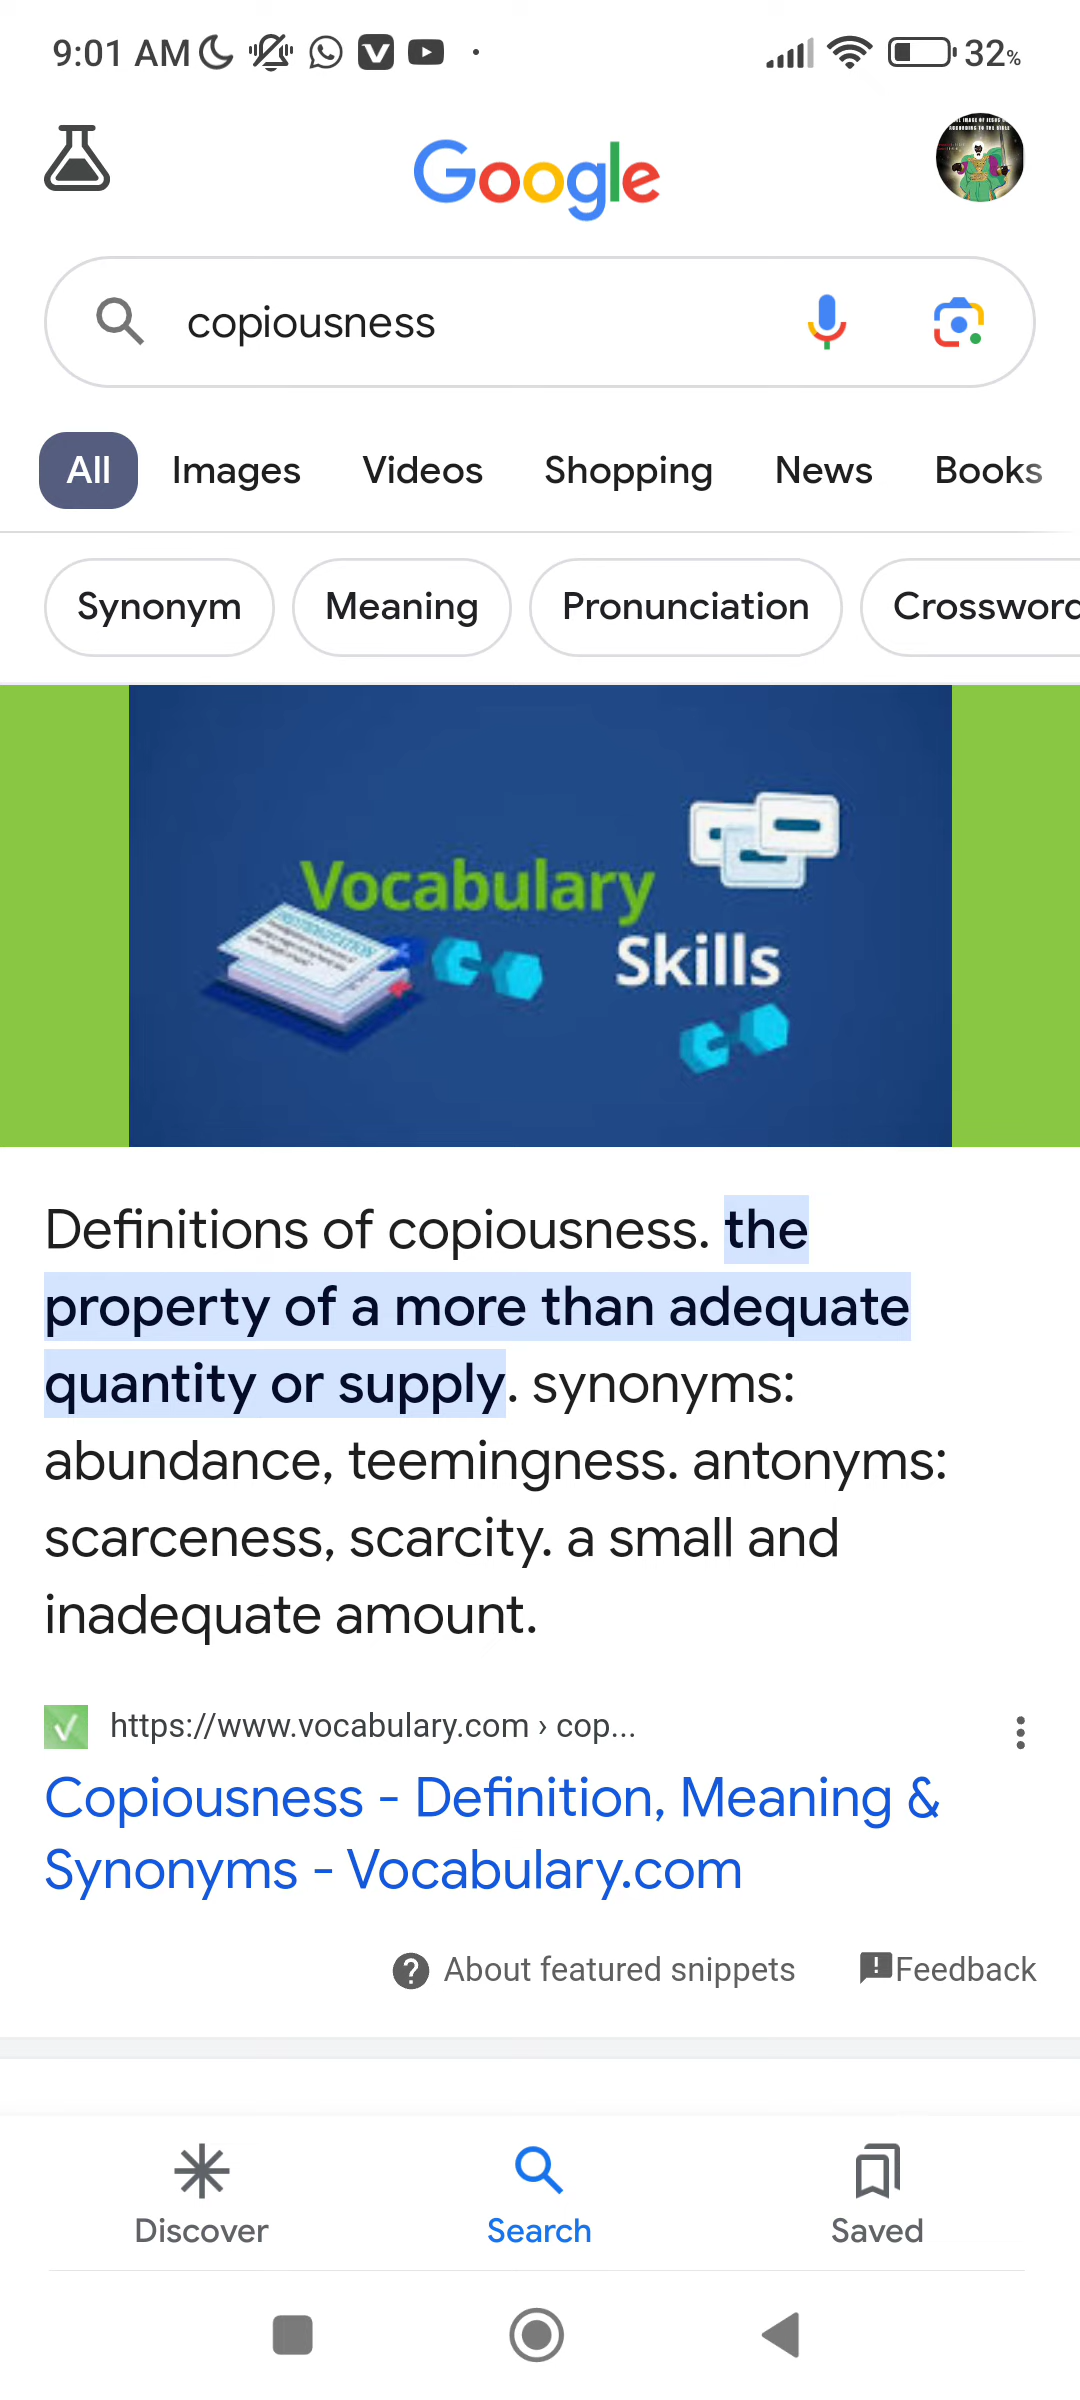 9:01 AM
32%
Google
copiousness
All Images Videos Shopping News Books
Synonym Meaning Pronunciation Crossword
Vocabulary
Skills
Definitions of copiousness. the
property of a more than adequate
quantity or supply. synonyms:
abundance, teemingness. antonyms:
scarceness, scarcity. a small and
inadequate amount.
https://www.vocabulary.com › cop...
Copiousness - Definition, Meaning &
Synonyms - Vocabulary.com
About featured snippets Feedback
Discover Search Saved